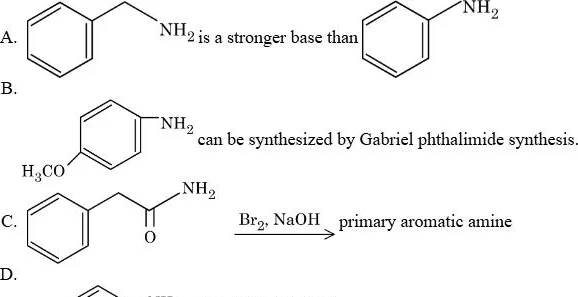 A. NH2 is a stronger base than NH2
B.
NH2 can be synthesized by Gabriel phthalimide synthesis.
H3CO
C. NH2 O Br2, NaOH primary aromatic amine
D.